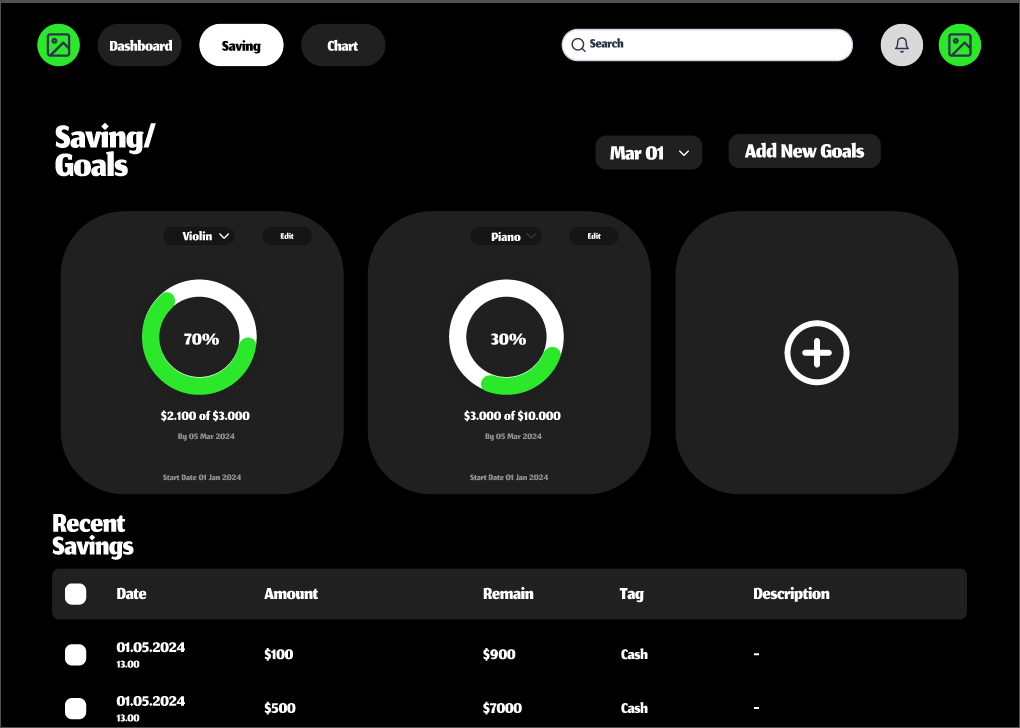 Dashboard
Saving
Chart
Search
Saving/
Goals
Mar 01
Add New Goals
Violin
Edit
70%
$2.100 of $3.000
By 05 Mar 2024
Start Date 01 Jan 2024
Piano
Edit
30%
$3.000 of $10.000
By 05 Mar 2024
Start Date 01 Jan 2024
Recent
Savings
Date Amount Remain Tag Description
01.05.2024 $100 $900 Cash -
13.00
01.05.2024 $500 $7000 Cash -
13.00